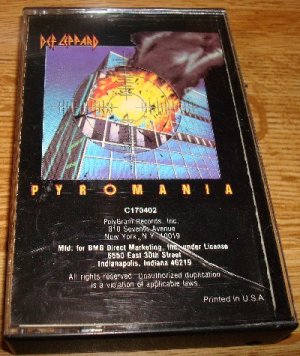 DEF LEPPARD
PYROMANIA
C170402
PolyGram Records, Inc.
810 Seventh Avenue
New York, N.Y. 10019
Mfd. for BMG Direct Marketing, Inc. under License
6550 East 30th Street
Indianapolis, Indiana 46219
All rights reserved. Unauthorized duplication
is a violation of applicable laws.
Printed in U.S.A.